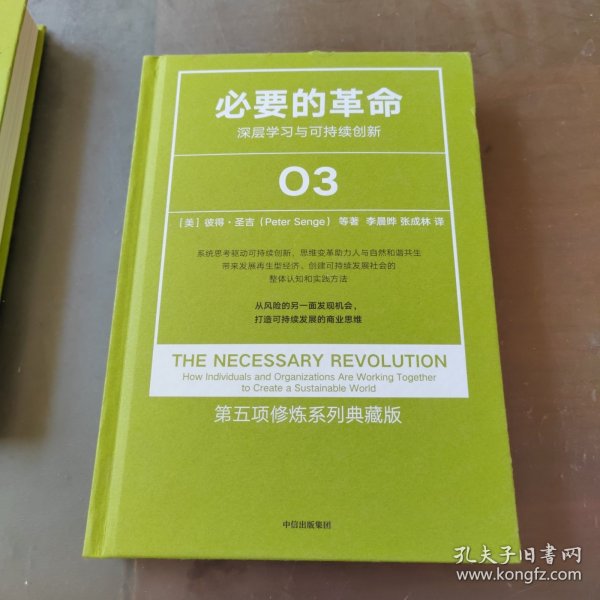 必要的革命
深层学习与可持续创新
03
[美] 彼得·圣吉（Peter Senge） 等著 李晨晔 张成林 译
系统思考驱动可持续创新，思维变革助力人与自然和谐共生
带来发展再生型经济、创建可持续发展社会的
整体认知和实践方法
从风险的另一面发现机会，
打造可持续发展的商业思维
THE NECESSARY REVOLUTION
How Individuals and Organizations Are Working Together
to Create a Sustainable World
第五项修炼系列典藏版
中信出版集团
孔夫子旧书网
www.kongfz.com